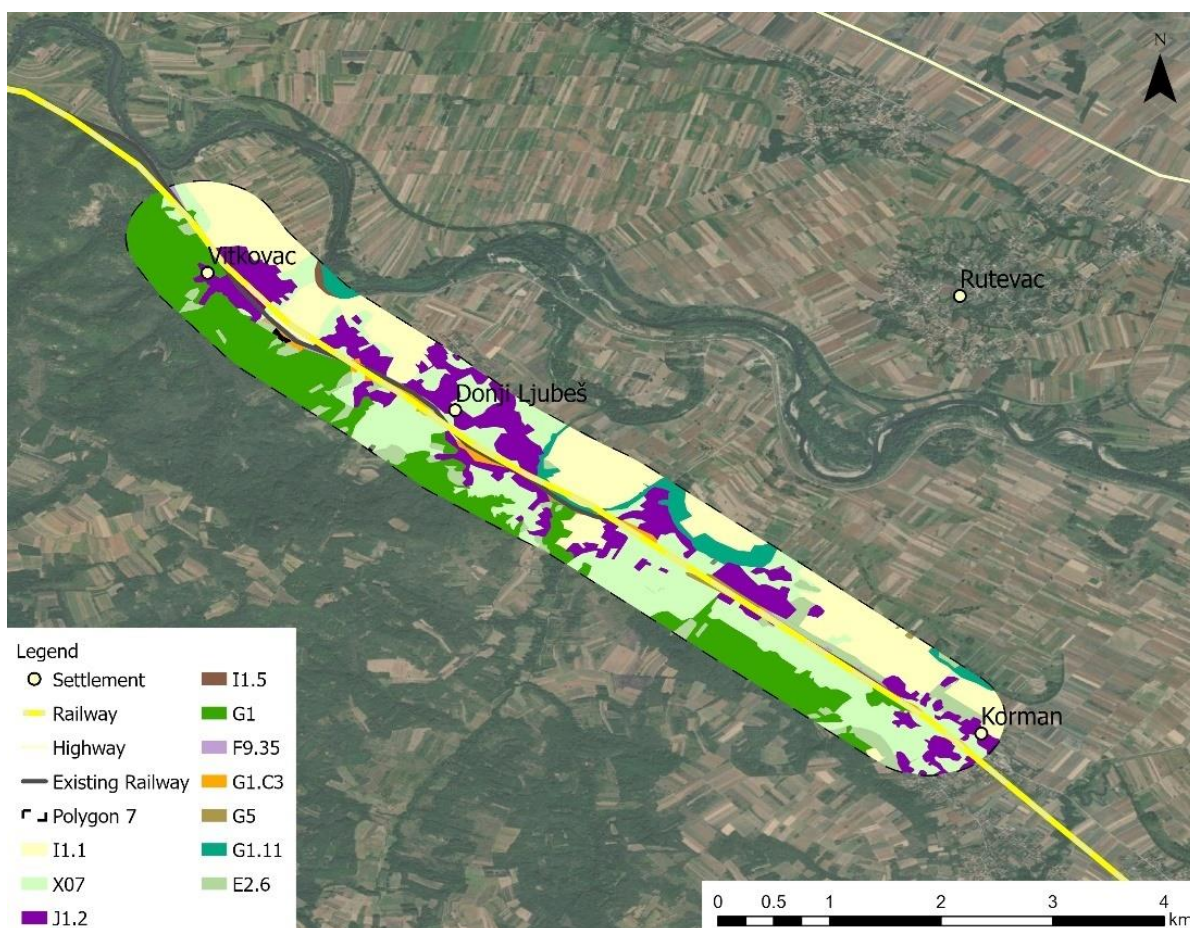 N
Vitkovac
Rutevac
Donji Ljubeš
Korman
Legend
Settlement
Railway
Highway
Existing Railway
Polygon 7
I1.1
X07
J1.2
I1.5
G1
F9.35
G1.C3
G5
G1.11
E2.6
0 0.5 1 2 3 4
km